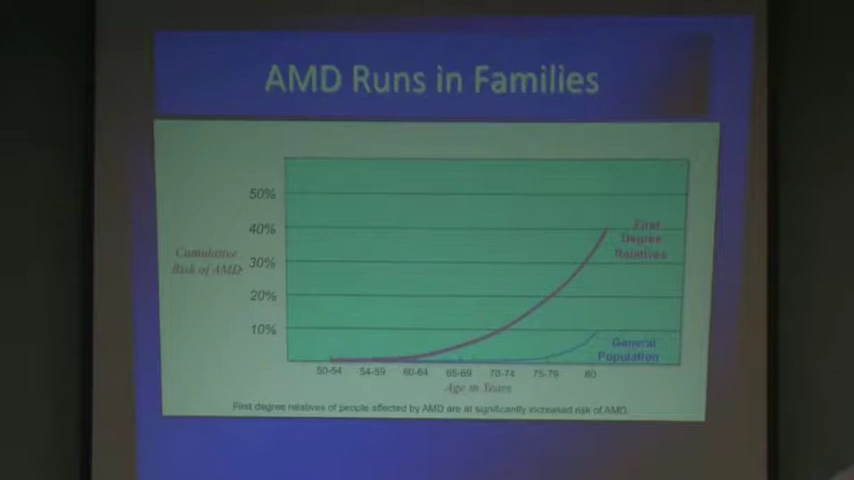 AMD Runs in Families
50%
40%
30%
20%
10%
Cumulative
Risk of AMD
First
Degree
Relatives
General
Population
50-54 54-59 60-64 65-69 70-74 75-79 80
Age in Years
First degree relatives of people affected by AMD are at significantly increased risk of AMD.